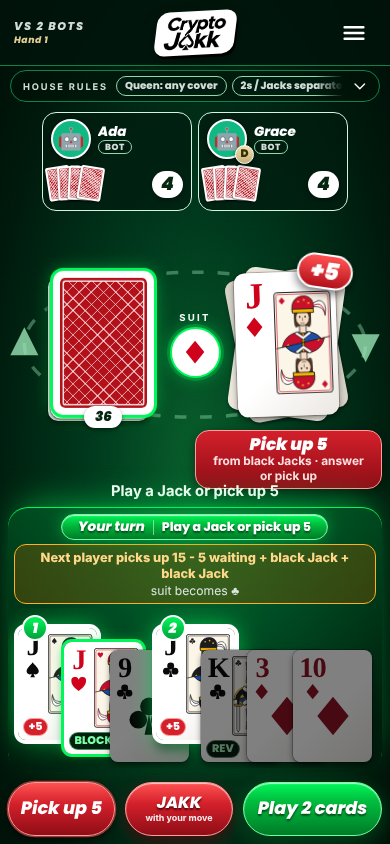 VS 2 BOTS
Hand 1
Crypto
Jakk
HOUSE RULES
Queen: any cover
2s / Jacks separate
Ada
BOT
4
Grace
BOT
D
4
36
SUIT
J
+5
Pick up 5
from black Jacks · answer
or pick up
Play a Jack or pick up 5
Your turn
Play a Jack or pick up 5
Next player picks up 15 - 5 waiting + black Jack +
black Jack
suit becomes ♣
1
J
+5
J
BLOCK
9
2
J
+5
K
REV
3
10
Pick up 5
JAKK
with your move
Play 2 cards